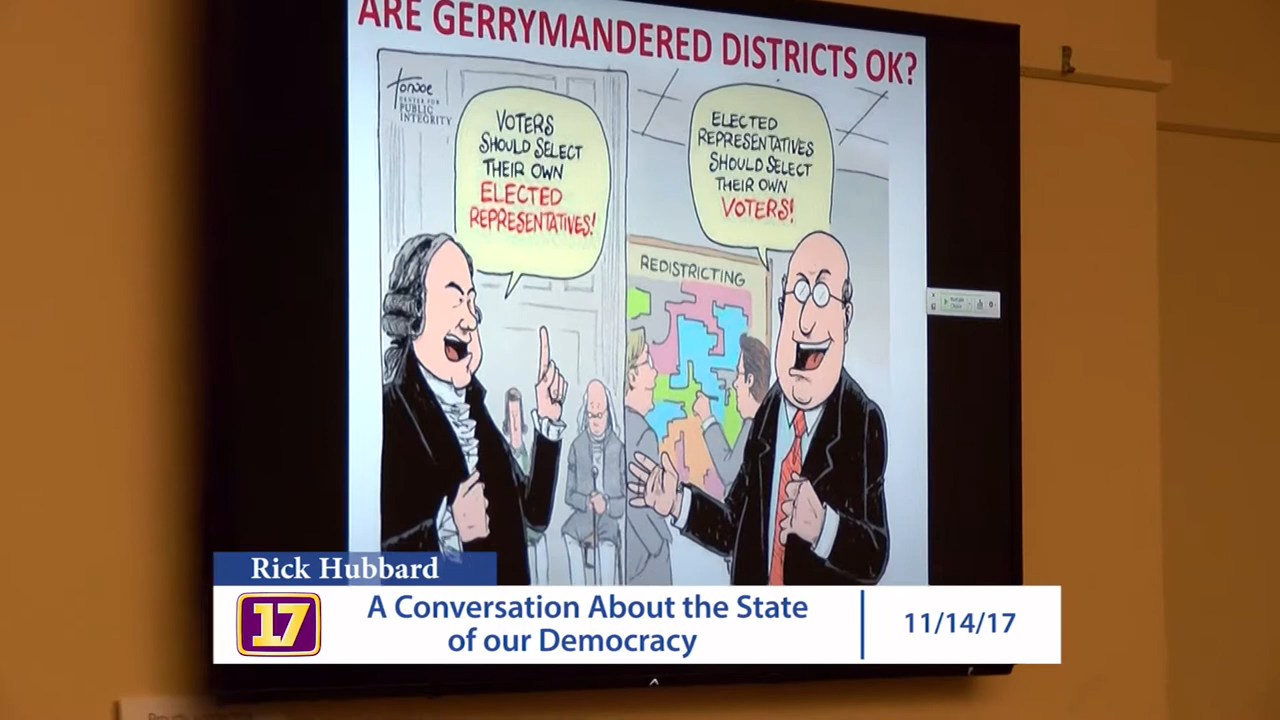 ARE GERRYMANDERED DISTRICTS OK?
CENTER FOR
PUBLIC
INTEGRITY
VOTERS
SHOULD SELECT
THEIR OWN
ELECTED
REPRESENTATIVES!
ELECTED
REPRESENTATIVES
SHOULD SELECT
THEIR OWN
VOTERS!
REDISTRICTING
Rick Hubbard
17
A Conversation About the State
of our Democracy
11/14/17